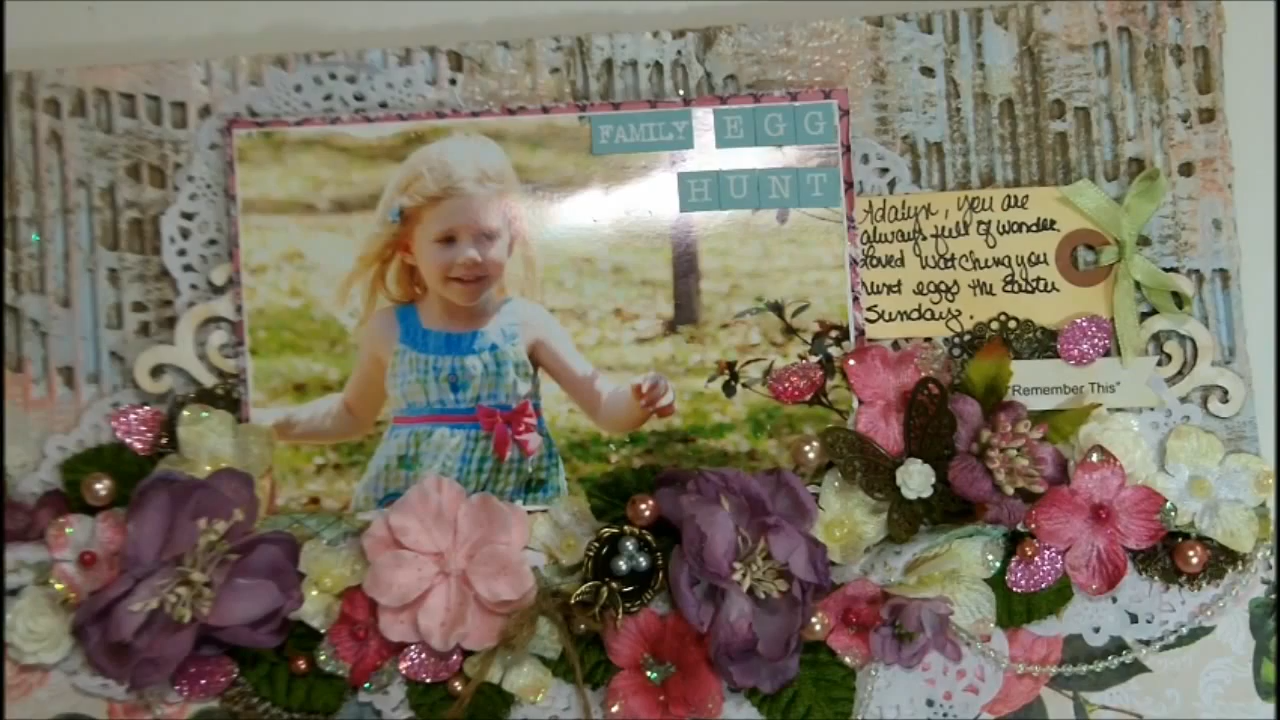 FAMILY EGG
HUNT
Adalyn, you are
always full of wonder.
Loved watching you
hunt eggs the Easter
Sunday.
"Remember This"